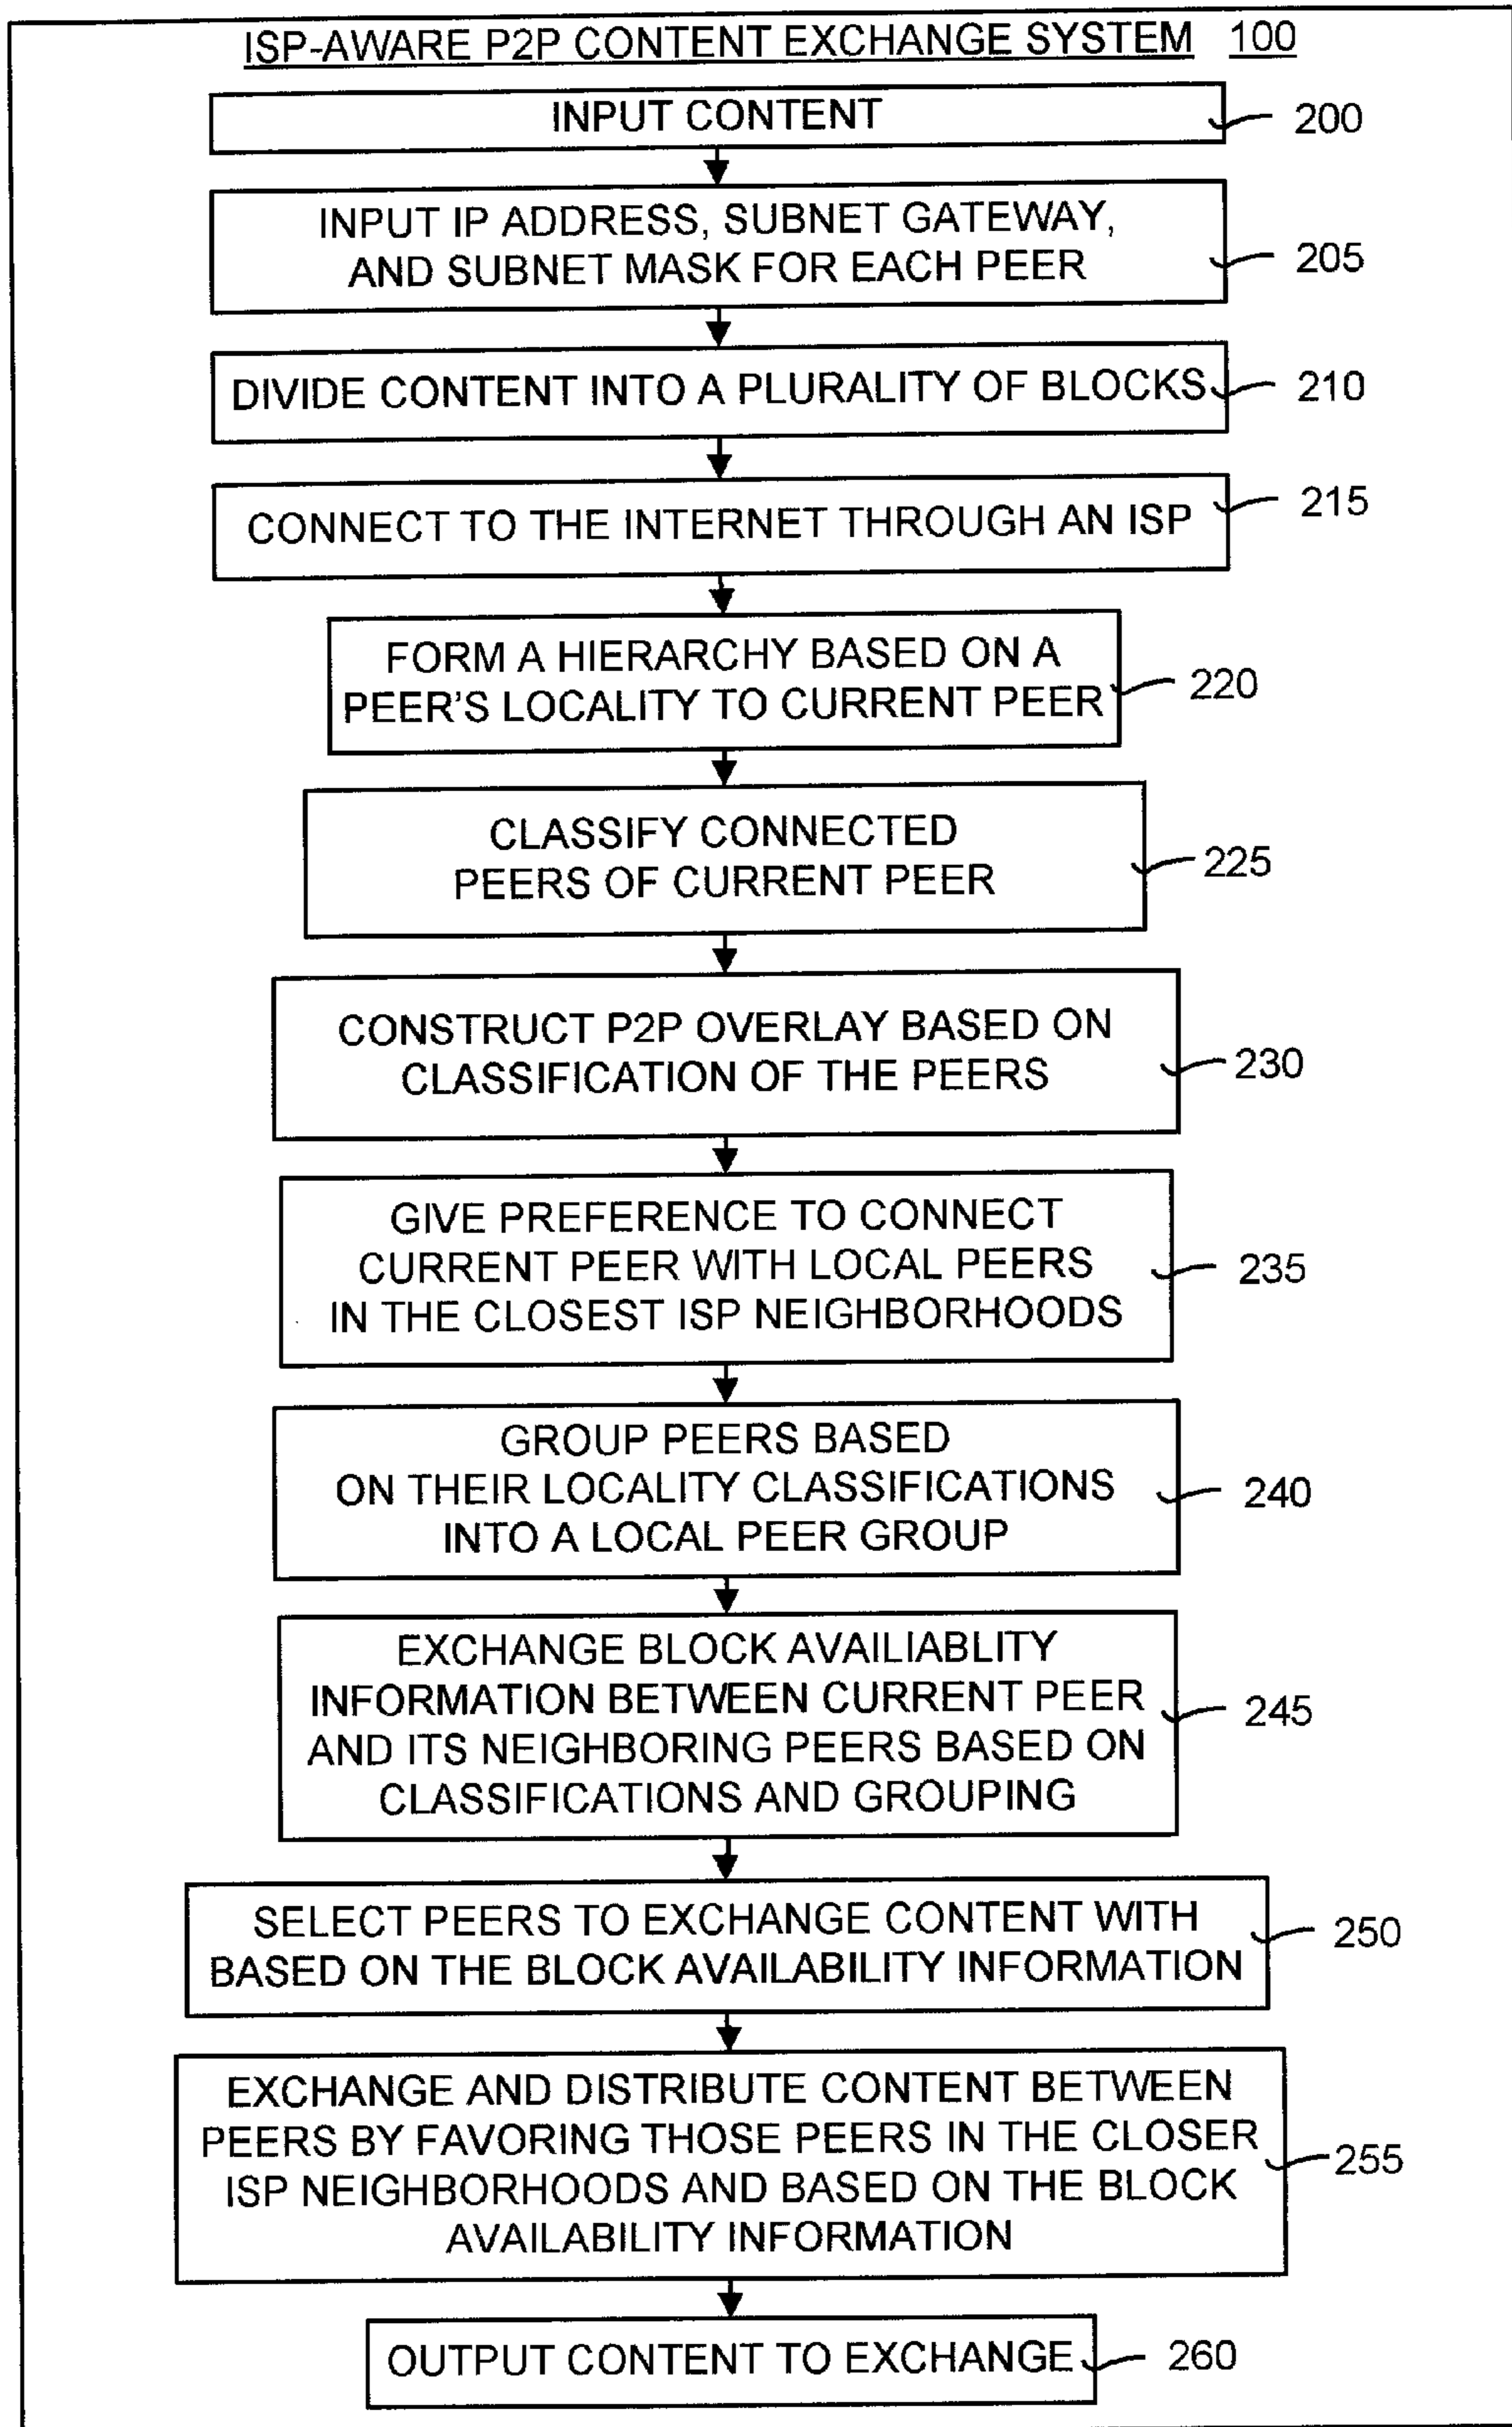 ISP-AWARE P2P CONTENT EXCHANGE SYSTEM 100
INPUT CONTENT
200
INPUT IP ADDRESS, SUBNET GATEWAY,
AND SUBNET MASK FOR EACH PEER
205
DIVIDE CONTENT INTO A PLURALITY OF BLOCKS
210
CONNECT TO THE INTERNET THROUGH AN ISP
215
FORM A HIERARCHY BASED ON A
PEER'S LOCALITY TO CURRENT PEER
220
CLASSIFY CONNECTED
PEERS OF CURRENT PEER
225
CONSTRUCT P2P OVERLAY BASED ON
CLASSIFICATION OF THE PEERS
230
GIVE PREFERENCE TO CONNECT
CURRENT PEER WITH LOCAL PEERS
IN THE CLOSEST ISP NEIGHBORHOODS
235
GROUP PEERS BASED
ON THEIR LOCALITY CLASSIFICATIONS
INTO A LOCAL PEER GROUP
240
EXCHANGE BLOCK AVAILIABLITY
INFORMATION BETWEEN CURRENT PEER
AND ITS NEIGHBORING PEERS BASED ON
CLASSIFICATIONS AND GROUPING
245
SELECT PEERS TO EXCHANGE CONTENT WITH
BASED ON THE BLOCK AVAILABILITY INFORMATION
250
EXCHANGE AND DISTRIBUTE CONTENT BETWEEN
PEERS BY FAVORING THOSE PEERS IN THE CLOSER
ISP NEIGHBORHOODS AND BASED ON THE BLOCK
AVAILABILITY INFORMATION
255
OUTPUT CONTENT TO EXCHANGE
260